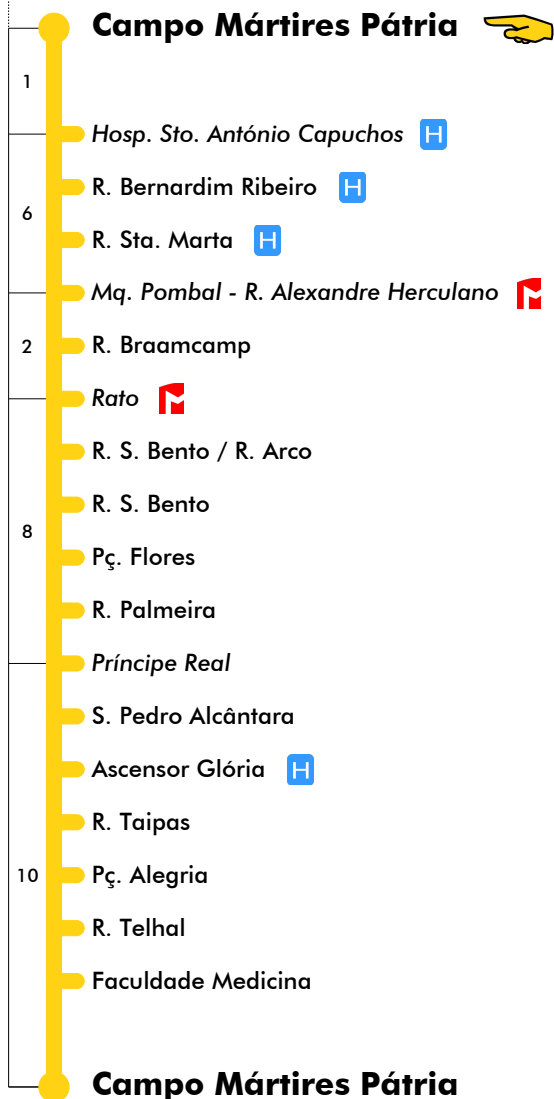 Campo Mártires Pátria
1
Hosp. Sto. António Capuchos H
R. Bernardim Ribeiro H
6
R. Sta. Marta H
Mq. Pombal - R. Alexandre Herculano
2 R. Braamcamp
Rato
R. S. Bento / R. Arco
R. S. Bento
8
Pç. Flores
R. Palmeira
Príncipe Real
S. Pedro Alcântara
Ascensor Glória H
R. Taipas
10 Pç. Alegria
R. Telhal
Faculdade Medicina
Campo Mártires Pátria